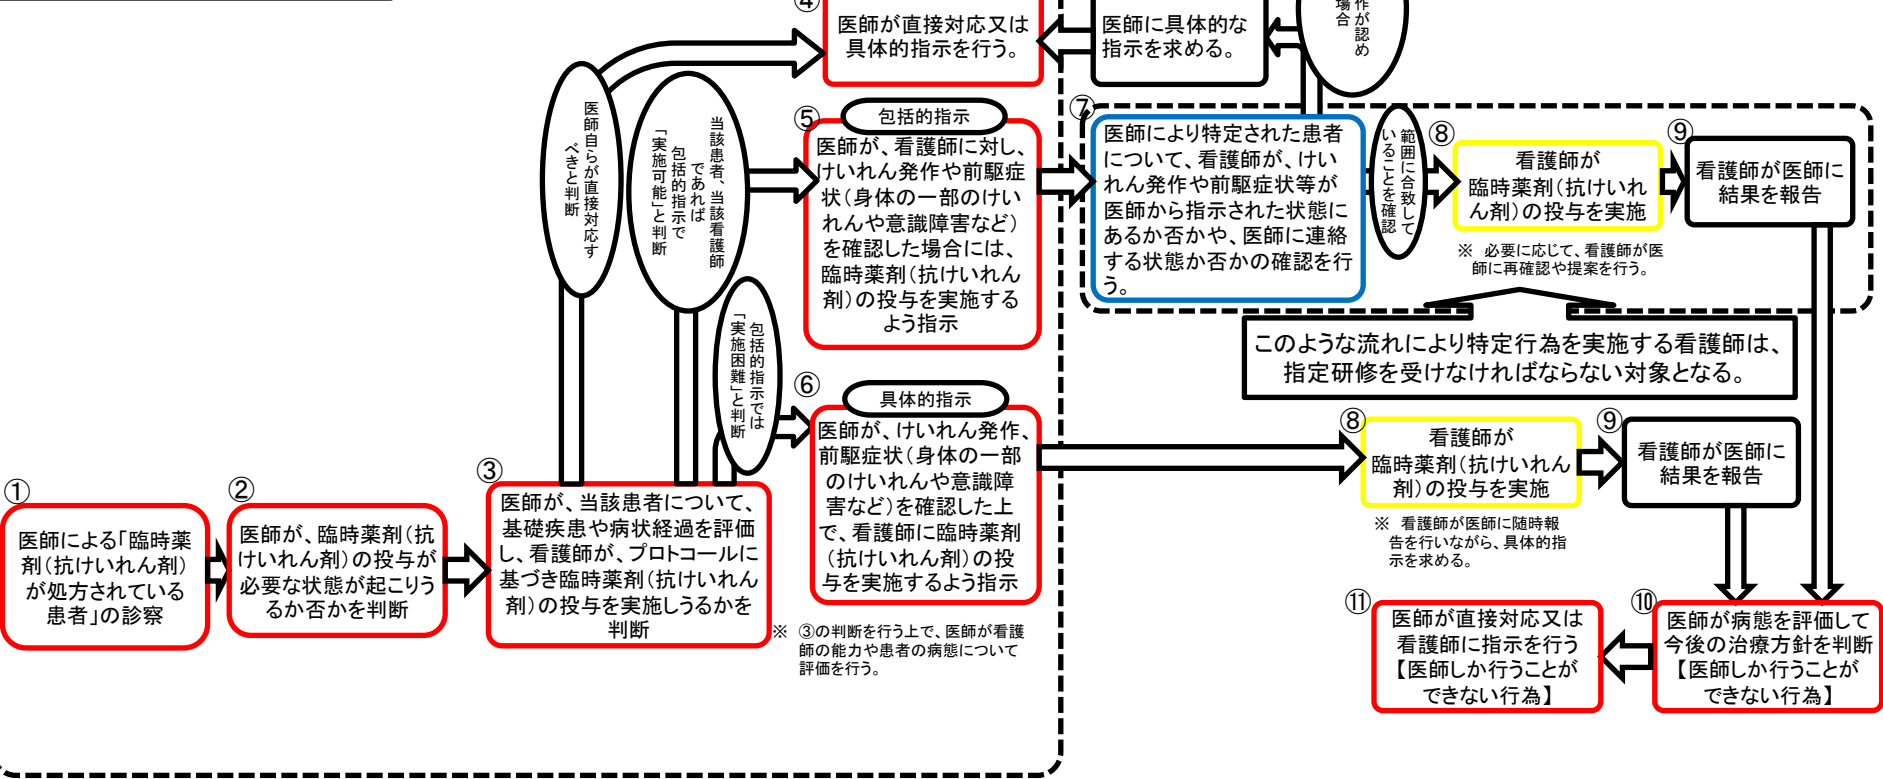 ④
医師が直接対応又は
具体的指示を行う。
医師に具体的な
指示を求める。
作が認め
場合
医師自らが直接対応す
べきと判断
当該患者、当該看護師
であれば
包括的指示で
「実施可能」と判断
包括的指示では
「実施困難」と判断
⑤
包括的指示
医師が、看護師に対し、
けいれん発作や前駆症
状(身体の一部のけい
れんや意識障害など)
を確認した場合には、
臨時薬剤(抗けいれん
剤)の投与を実施する
よう指示
⑦
医師により特定された患者
について、看護師が、けい
れん発作や前駆症状等が
医師から指示された状態に
あるか否かや、医師に連絡
する状態か否かの確認を行
う。
範囲に合致して
いることを確認
⑧
看護師が
臨時薬剤(抗けいれ
ん剤)の投与を実施
※ 必要に応じて、看護師が医
師に再確認や提案を行う。
⑨
看護師が医師に
結果を報告
このような流れにより特定行為を実施する看護師は、
指定研修を受けなければならない対象となる。
⑥
具体的指示
医師が、けいれん発作、
前駆症状(身体の一部
のけいれんや意識障
害など)を確認した上
で、看護師に臨時薬剤
(抗けいれん剤)の投
与を実施するよう指示
⑧
看護師が
臨時薬剤(抗けいれん
剤)の投与を実施
※ 看護師が医師に随時報
告を行いながら、具体的指
示を求める。
⑨
看護師が医師に
結果を報告
①
医師による「臨時薬
剤(抗けいれん剤)
が処方されている
患者」の診察
②
医師が、臨時薬剤(抗
けいれん剤)の投与が
必要な状態が起こりう
るか否かを判断
③
医師が、当該患者について、
基礎疾患や病状経過を評価
し、看護師が、プロトコールに
基づき臨時薬剤(抗けいれん
剤)の投与を実施しうるかを
判断
※ ③の判断を行う上で、医師が看護
師の能力や患者の病態について
評価を行う。
⑪
医師が直接対応又は
看護師に指示を行う
【医師しか行うことが
できない行為】
⑩
医師が病態を評価して
今後の治療方針を判断
【医師しか行うことが
できない行為】